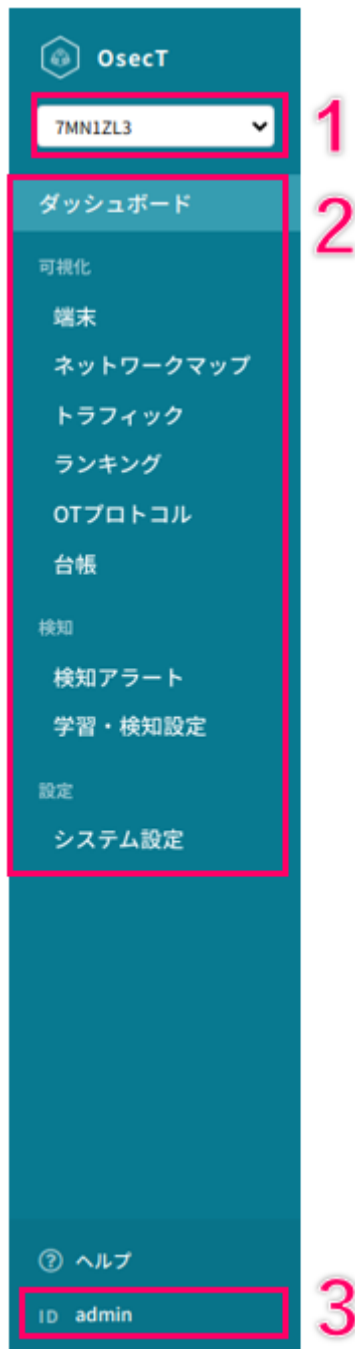 OsecT
7MN1ZL3
1
ダッシュボード
2
可視化
端末
ネットワークマップ
トラフィック
ランキング
OTプロトコル
台帳
検知
検知アラート
学習・検知設定
設定
システム設定
? ヘルプ
ID admin
3